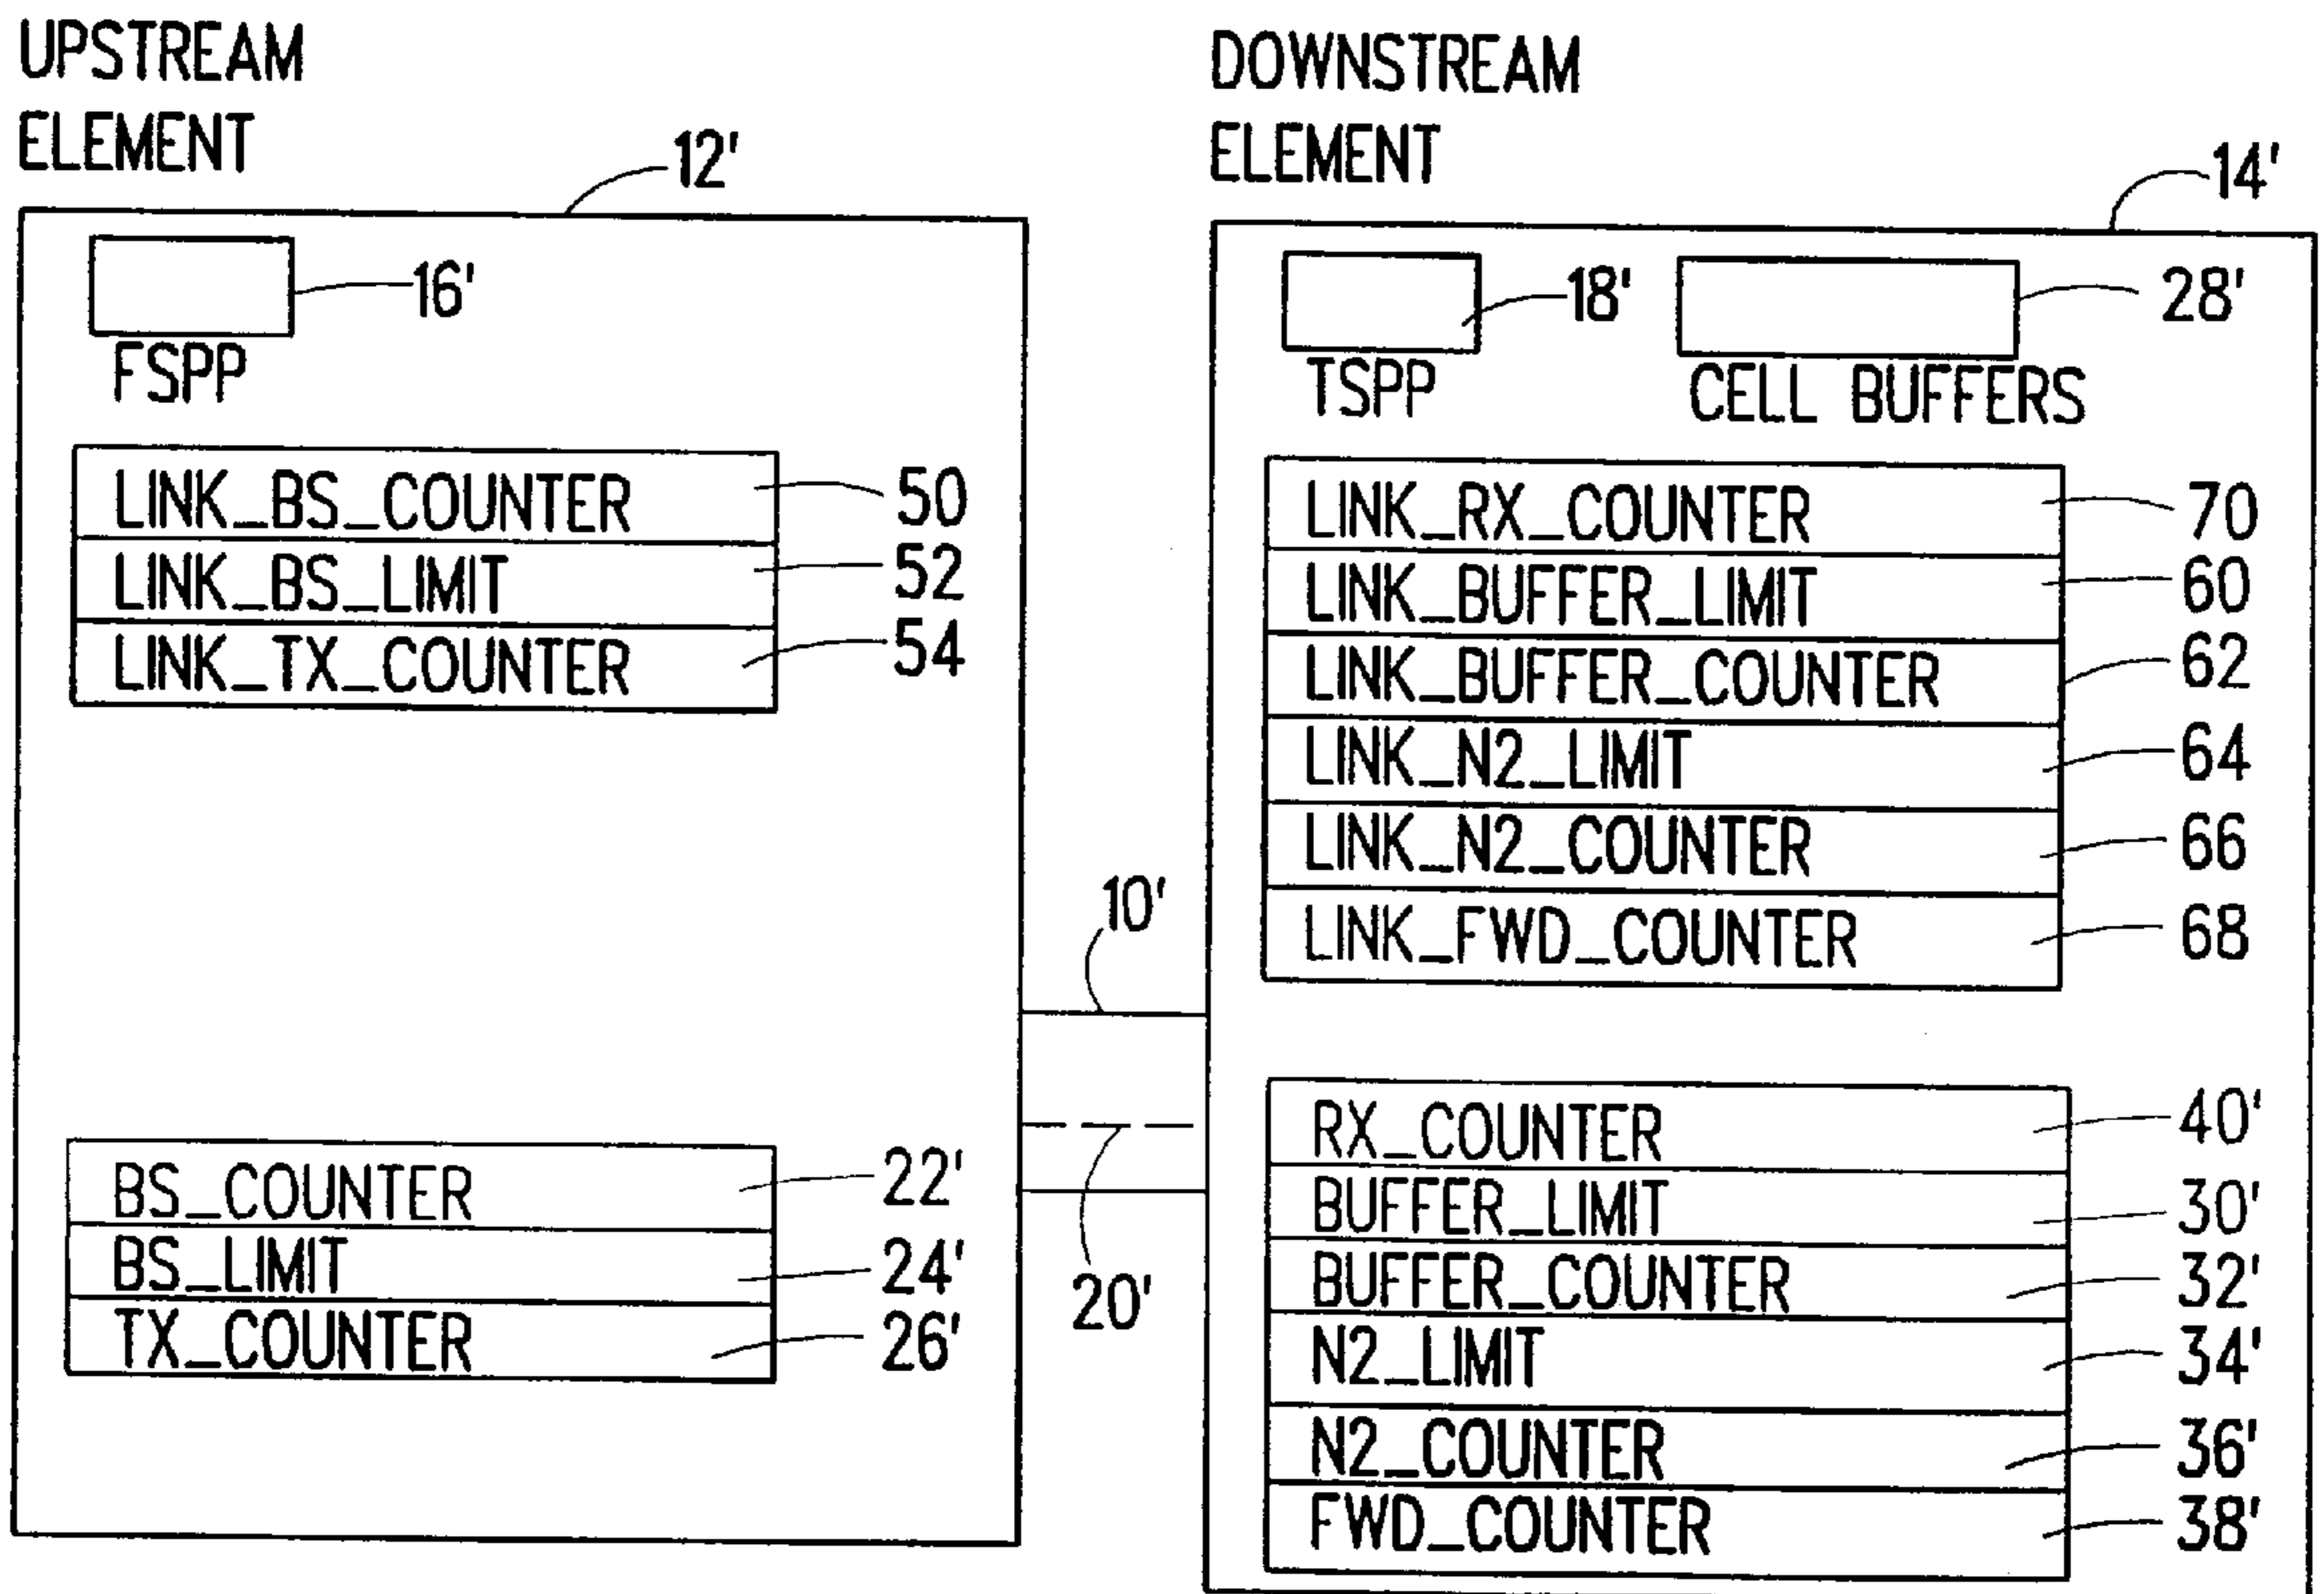 UPSTREAM
ELEMENT
12'
16'
FSPP
LINK_BS_COUNTER 50
LINK_BS_LIMIT 52
LINK_TX_COUNTER 54
BS_COUNTER 22'
BS_LIMIT 24'
TX_COUNTER 26'
10'
20'
DOWNSTREAM
ELEMENT
14'
18'
28'
TSPP
CELL BUFFERS
LINK_RX_COUNTER 70
LINK_BUFFER_LIMIT 60
LINK_BUFFER_COUNTER 62
LINK_N2_LIMIT 64
LINK_N2_COUNTER 66
LINK_FWD_COUNTER 68
RX_COUNTER 40'
BUFFER_LIMIT 30'
BUFFER_COUNTER 32'
N2_LIMIT 34'
N2_COUNTER 36'
FWD_COUNTER 38'